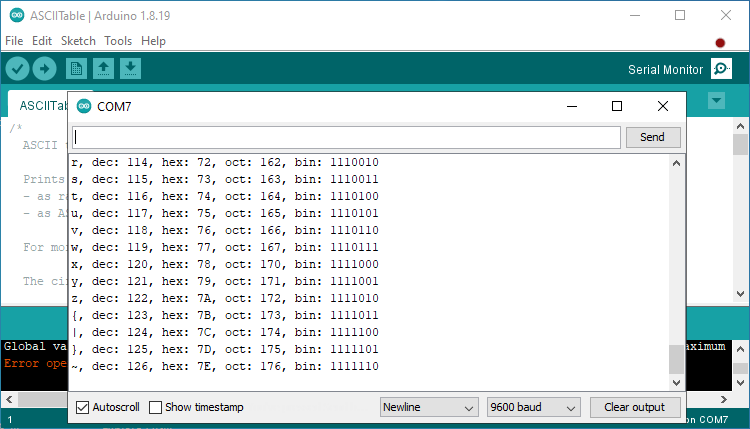 ASCIITable | Arduino 1.8.19
File Edit Sketch Tools Help
Serial Monitor
ASCIITab
COM7
Send
/*
ASCII
Prints
- as
- as
For
The
r, dec: 114, hex: 72, oct: 162, bin: 1110010
s, dec: 115, hex: 73, oct: 163, bin: 1110011
t, dec: 116, hex: 74, oct: 164, bin: 1110100
u, dec: 117, hex: 75, oct: 165, bin: 1110101
v, dec: 118, hex: 76, oct: 166, bin: 1110110
w, dec: 119, hex: 77, oct: 167, bin: 1110111
x, dec: 120, hex: 78, oct: 170, bin: 1111000
y, dec: 121, hex: 79, oct: 171, bin: 1111001
z, dec: 122, hex: 7A, oct: 172, bin: 1111010
{, dec: 123, hex: 7B, oct: 173, bin: 1111011
|, dec: 124, hex: 7C, oct: 174, bin: 1111100
}, dec: 125, hex: 7D, oct: 175, bin: 1111101
~, dec: 126, hex: 7E, oct: 176, bin: 1111110
Global va
aximum
Error ope
Autoscroll Show timestamp Newline 9600 baud Clear output
1
on COM7